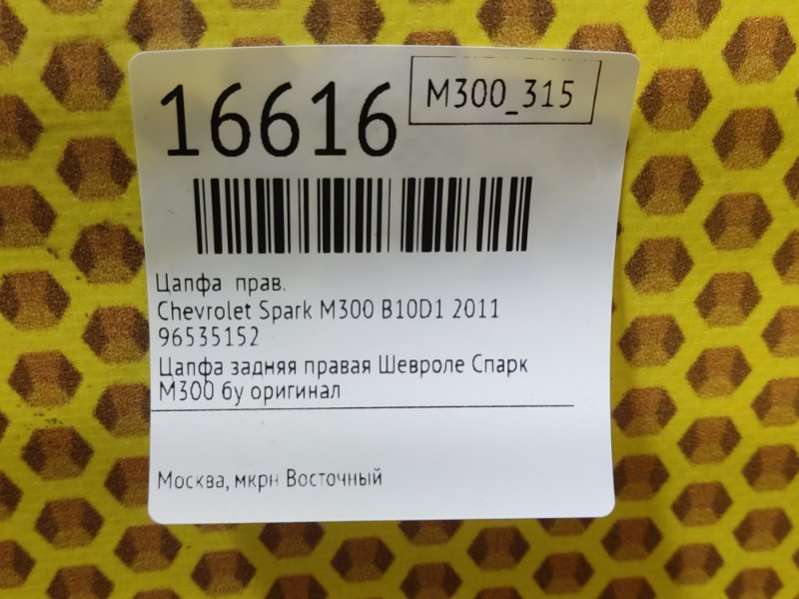 16616
M300_315
Цапфа прав.
Chevrolet Spark M300 B10D1 2011
96535152
Цапфа задняя правая Шевроле Спарк
М300 бу оригинал
Москва, мкрн Восточный